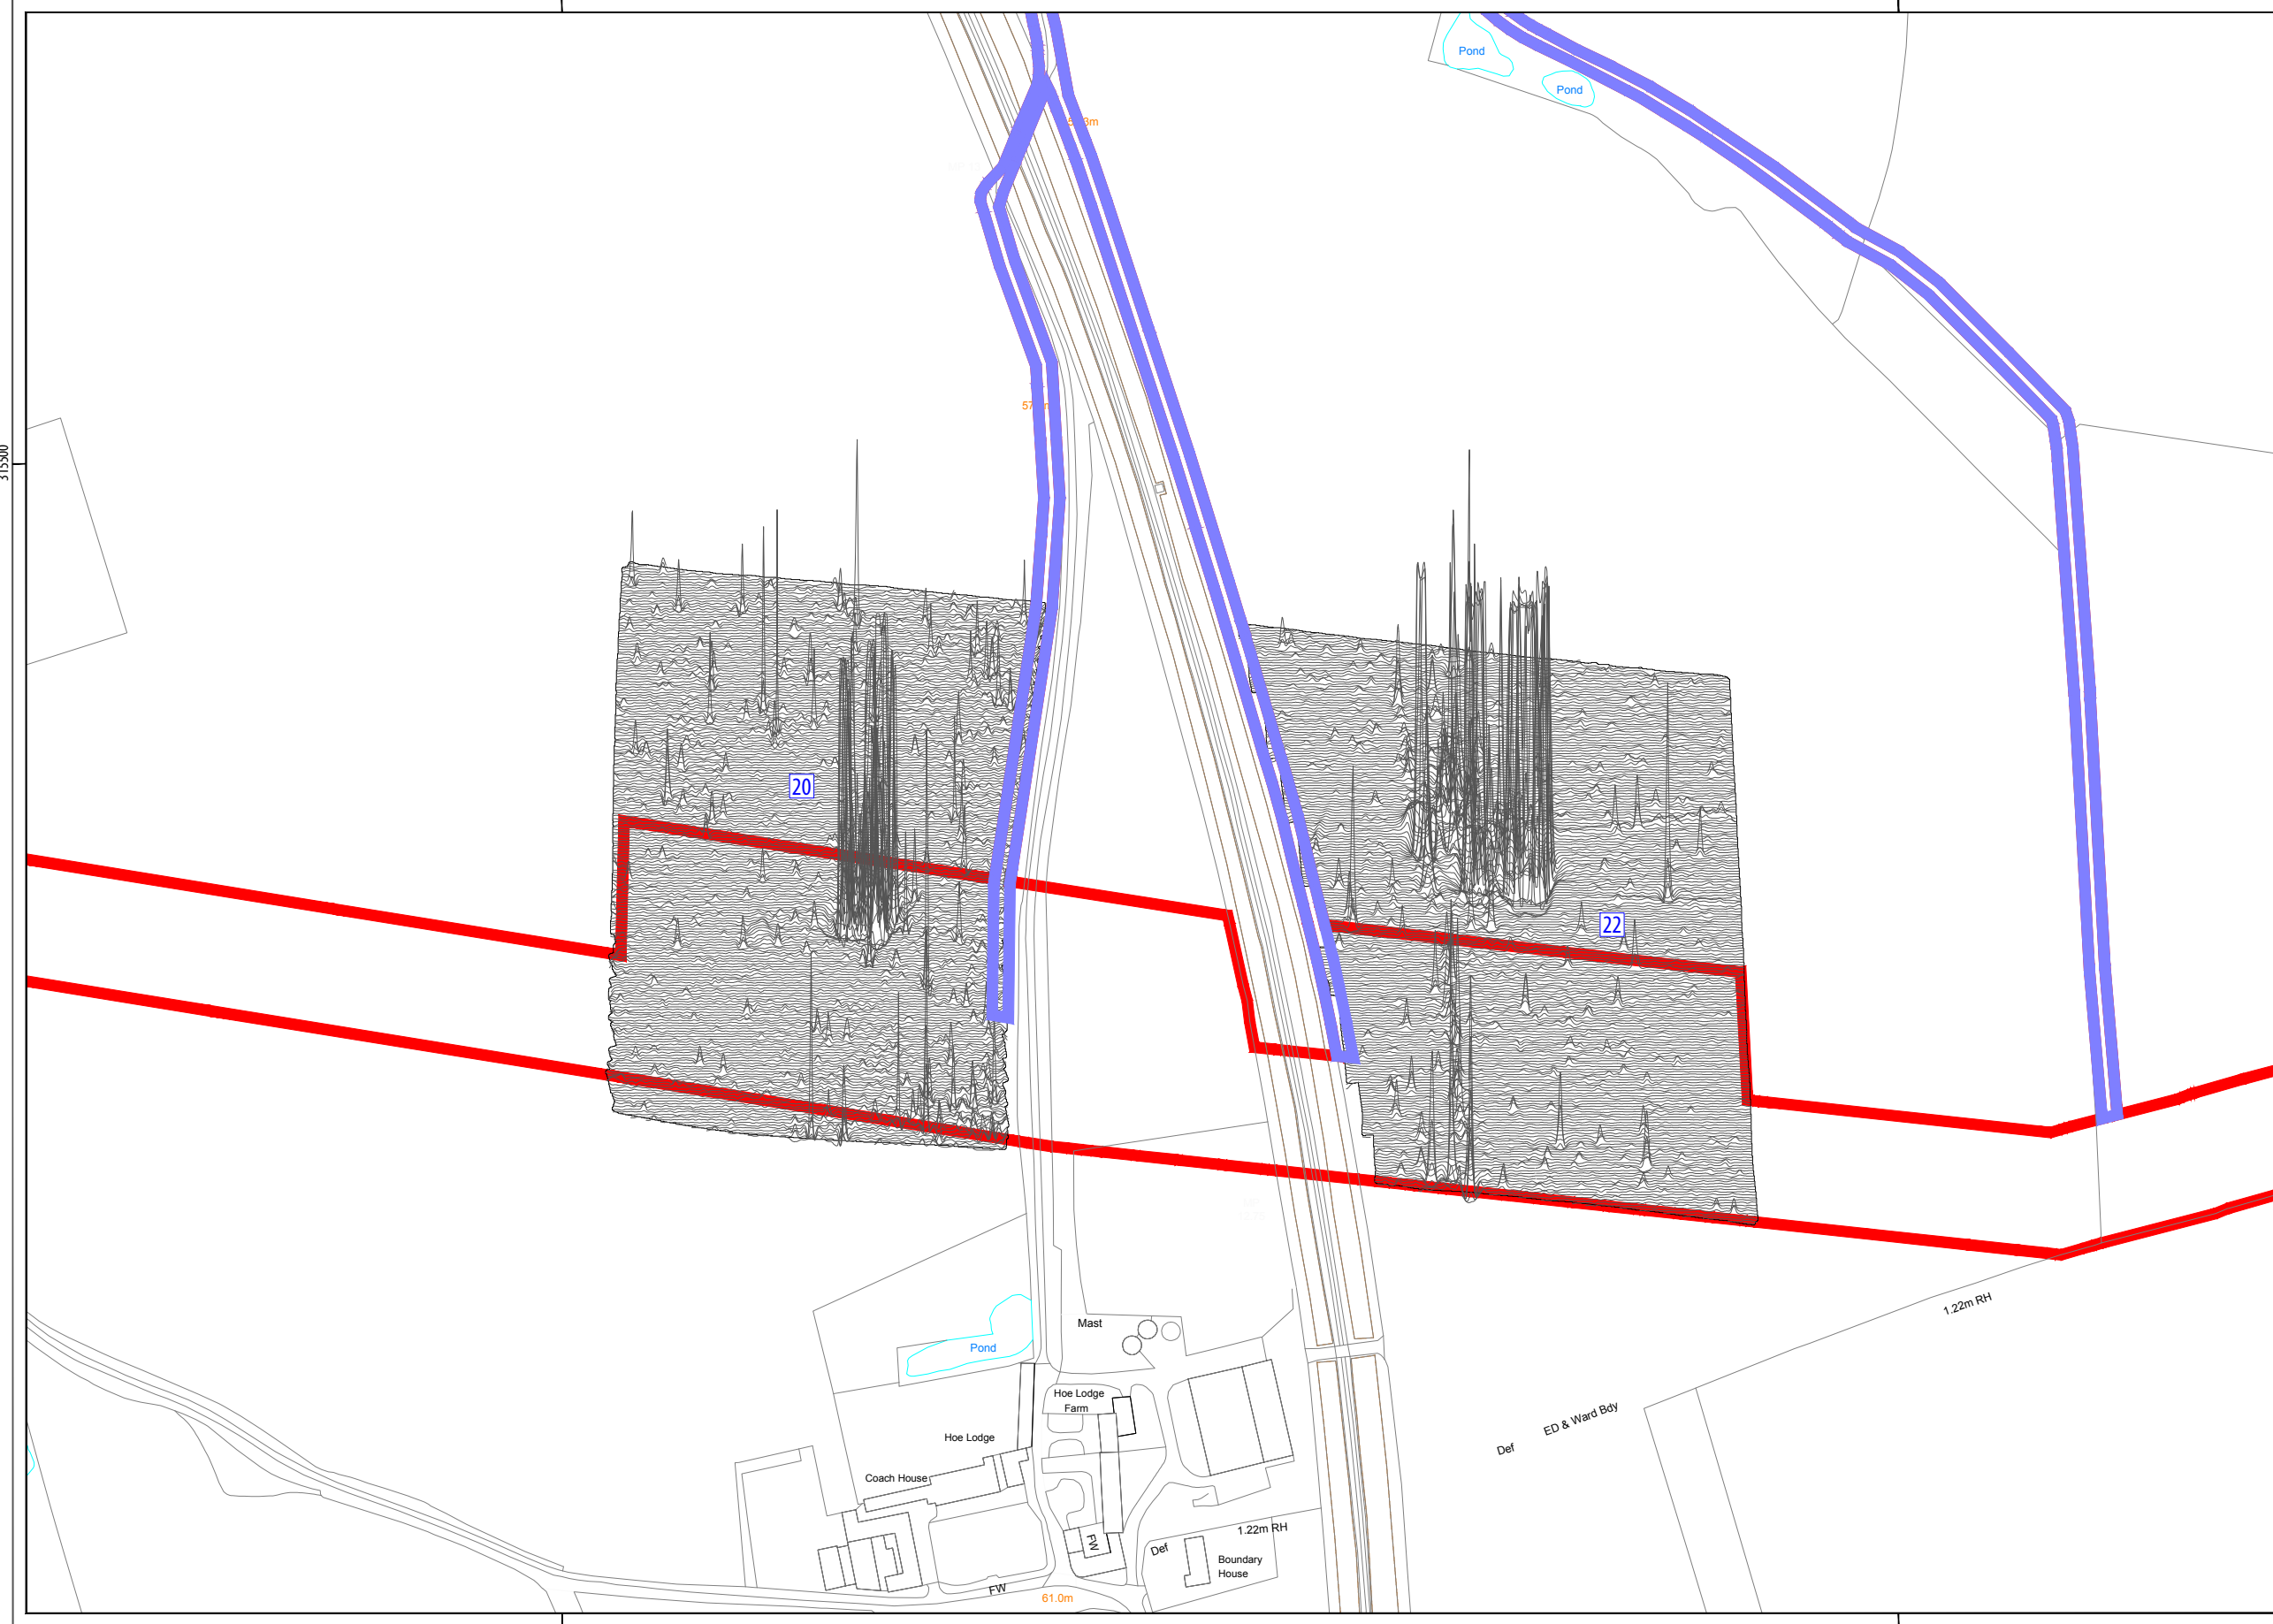 Pond
Pond
315500
20
22
Mast
1.22m RH
Pond
Hoe Lodge
Farm
ED & Ward Bdy
Def
Hoe Lodge
Coach House
1.22m RH
FW
Def
Boundary
House
FW
61.0m